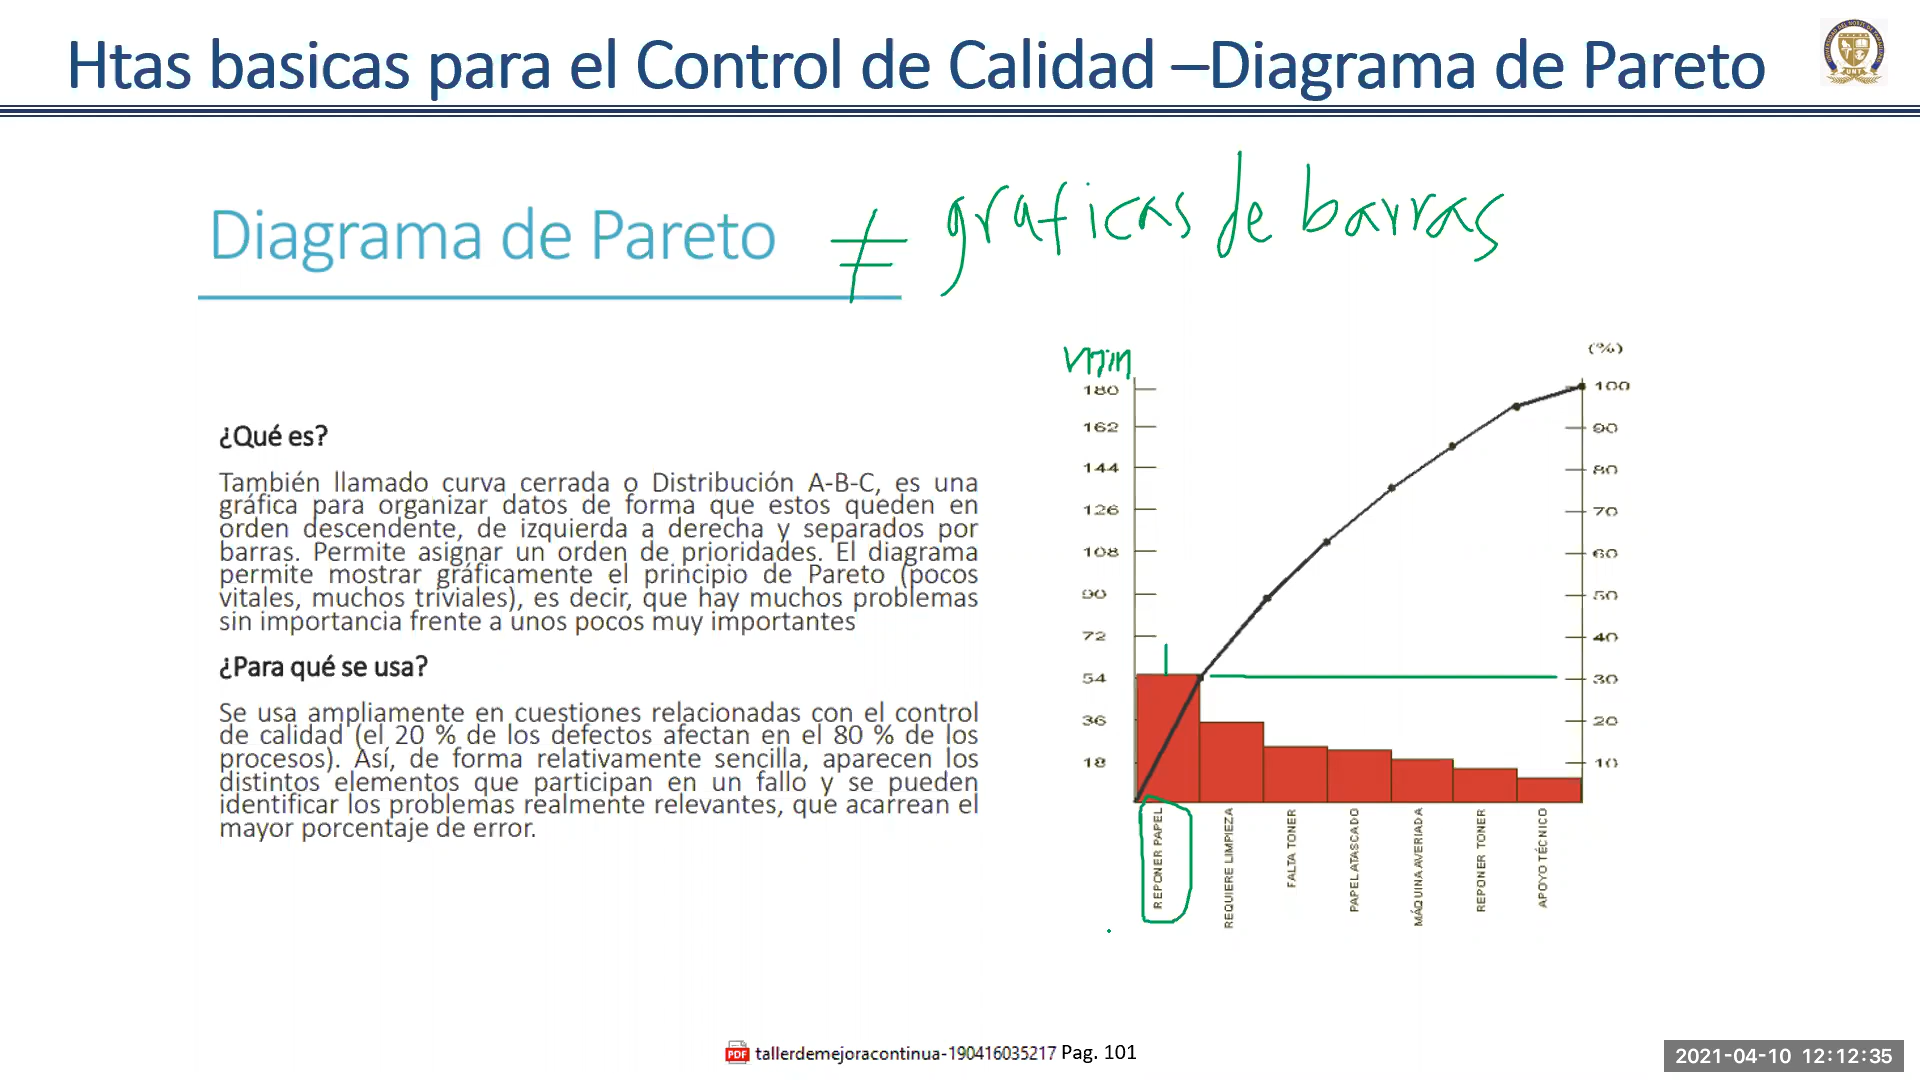 Htas basicas para el Control de Calidad –Diagrama de Pareto
Diagrama de Pareto ≠ graficas de barras
¿Qué es?
También llamado curva cerrada o Distribución A-B-C, es una
gráfica para organizar datos de forma que estos queden en
orden descendente, de izquierda a derecha y separados por
barras. Permite asignar un orden de prioridades. El diagrama
permite mostrar gráficamente el principio de Pareto (pocos
vitales, muchos triviales), es decir, que hay muchos problemas
sin importancia frente a unos pocos muy importantes
¿Para qué se usa?
Se usa ampliamente en cuestiones relacionadas con el control
de calidad (el 20 % de los defectos afectan en el 80 % de los
procesos). Así, de forma relativamente sencilla, aparecen los
distintos elementos que participan en un fallo y se pueden
identificar los problemas realmente relevantes, que acarrean el
mayor porcentaje de error.
min
180
162
144
126
108
90
72
54
36
18
(%)
100
90
80
70
60
50
40
30
20
10
REPONER PAPEL
REQUIERE LIMPIEZA
FALTA TONER
PAPEL ATASCADO
MÁQUINA AVERIADA
REPONER TONER
APOYO TÉCNICO
PDF tallerdemejoracontinua-190416035217 Pag. 101
2021-04-10 12:12:35